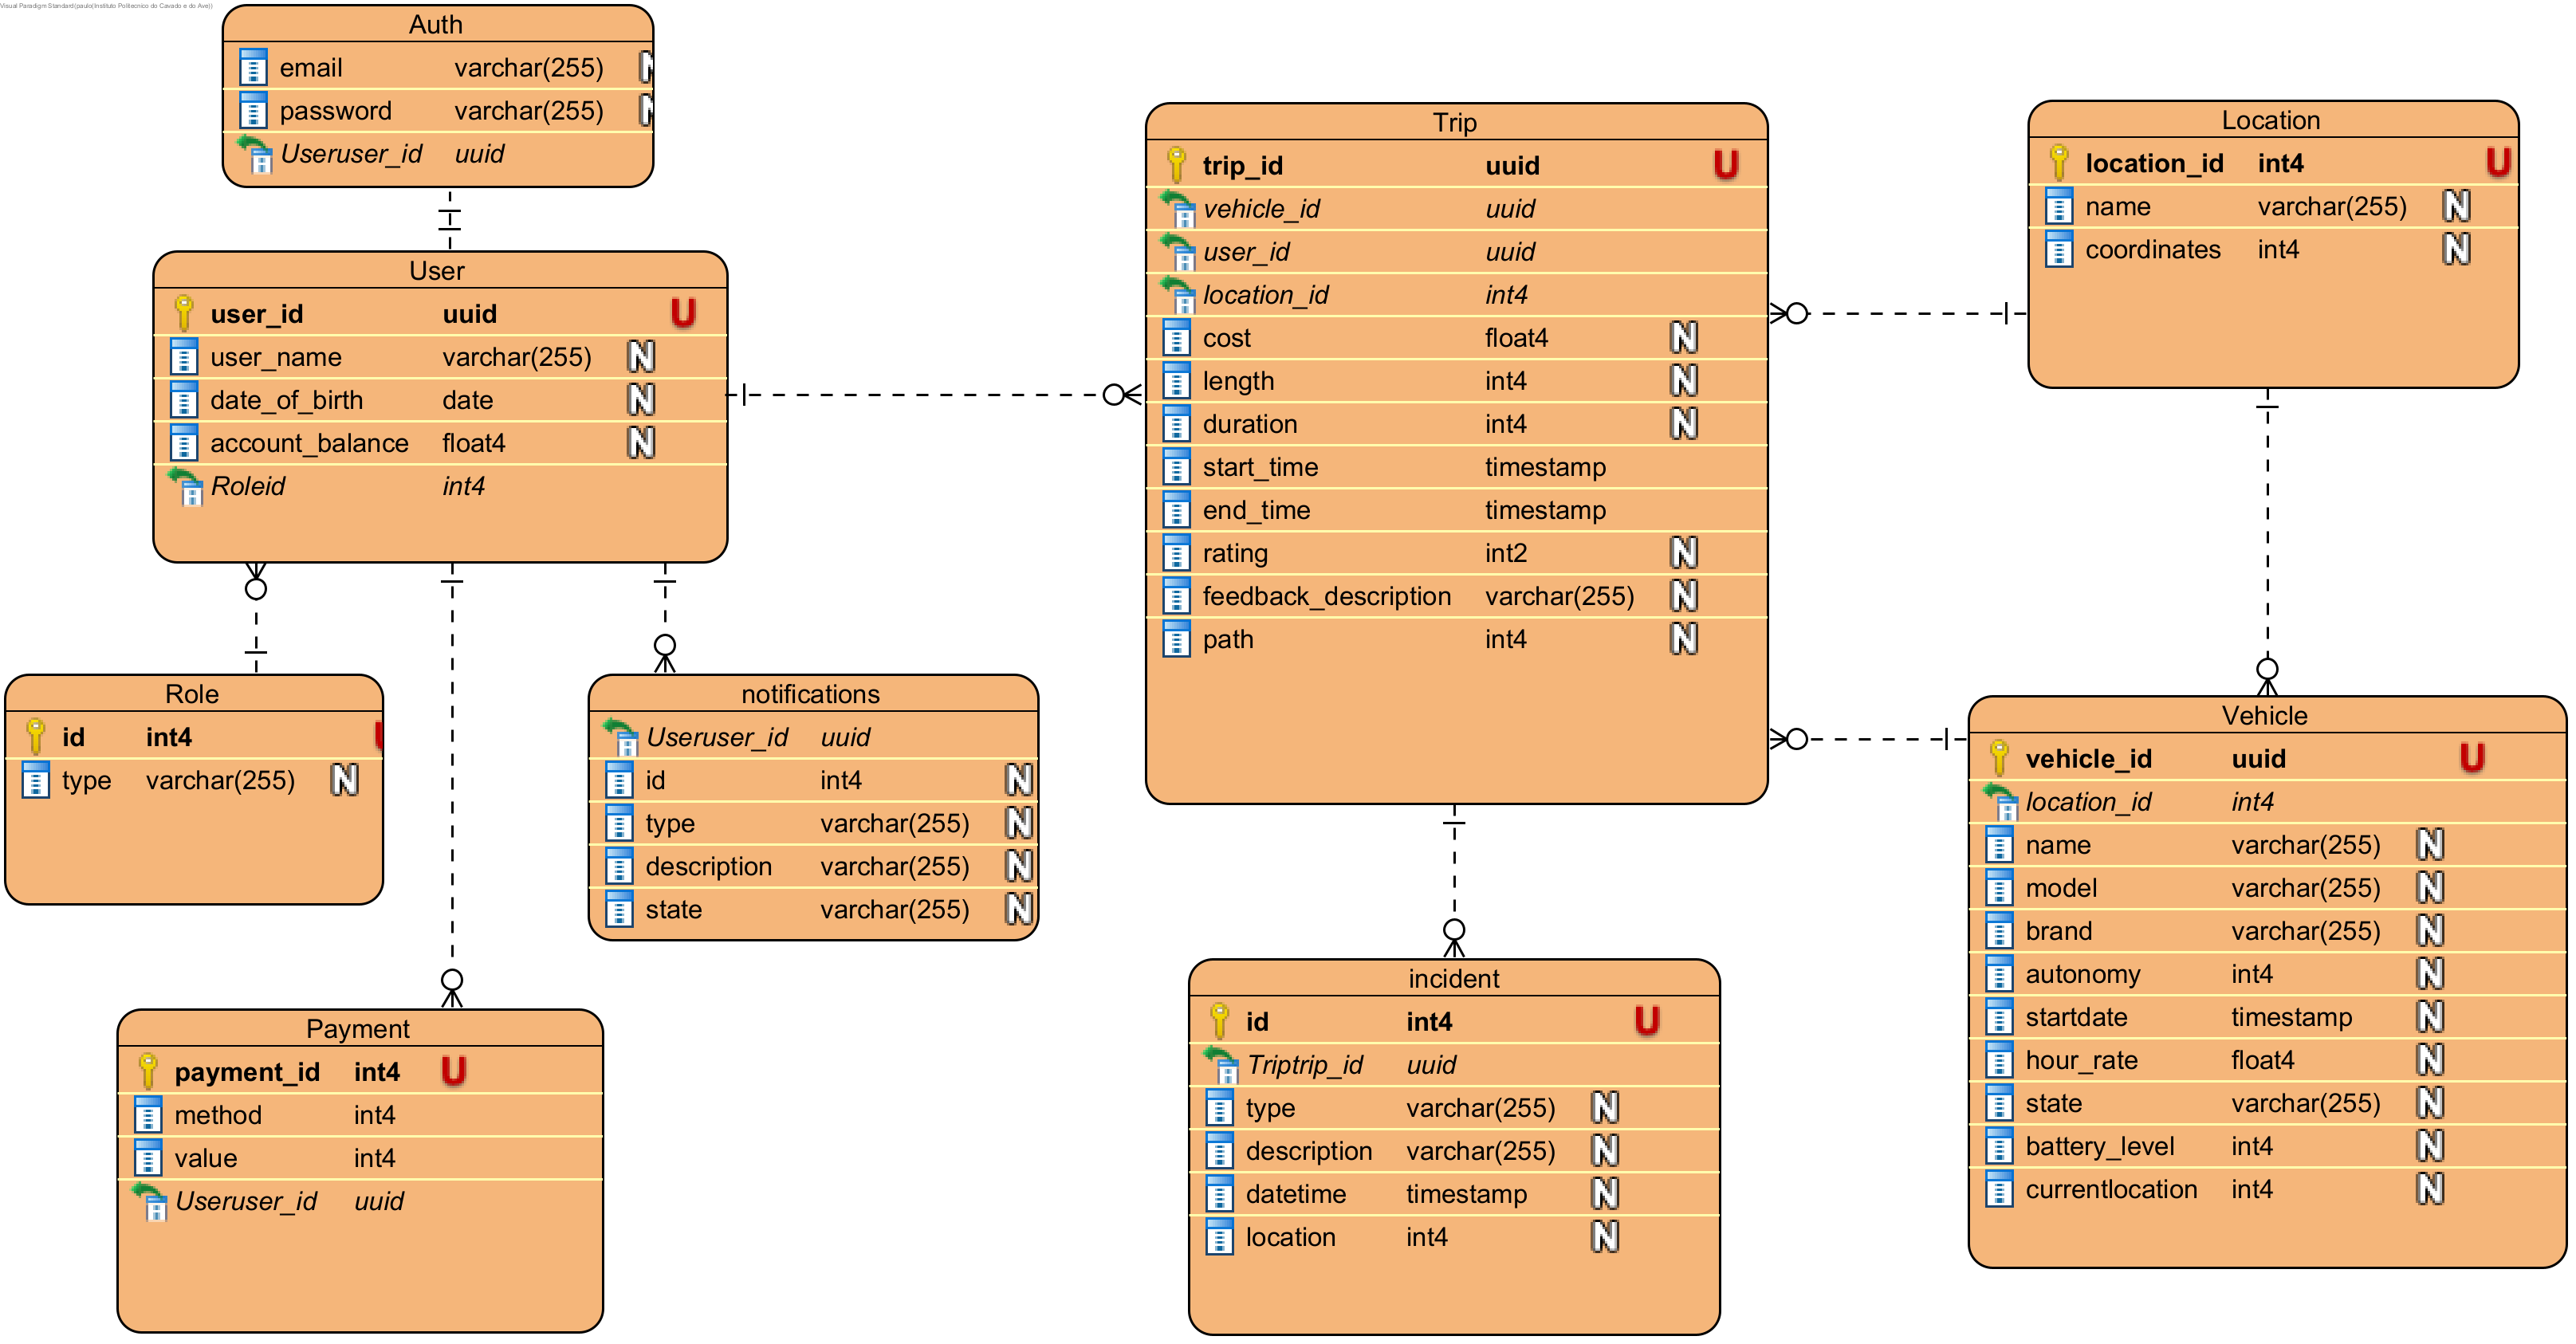 Visual Paradigm Standard(paulo(Instituto Politecnico do Cavado e do Ave))
Auth
email varchar(255) N
password varchar(255) N
Useruser_id uuid
User
user_id uuid U
user_name varchar(255) N
date_of_birth date N
account_balance float4 N
Roleid int4
Role
id int4 U
type varchar(255) N
notifications
Useruser_id uuid
id int4 N
type varchar(255) N
description varchar(255) N
state varchar(255) N
Payment
payment_id int4 U
method int4
value int4
Useruser_id uuid
Trip
trip_id uuid U
vehicle_id uuid
user_id uuid
location_id int4
cost float4 N
length int4 N
duration int4 N
start_time timestamp
end_time timestamp
rating int2 N
feedback_description varchar(255) N
path int4 N
incident
id int4 U
Triptrip_id uuid
type varchar(255) N
description varchar(255) N
datetime timestamp N
location int4 N
Location
location_id int4 U
name varchar(255) N
coordinates int4 N
Vehicle
vehicle_id uuid U
location_id int4
name varchar(255) N
model varchar(255) N
brand varchar(255) N
autonomy int4 N
startdate timestamp N
hour_rate float4 N
state varchar(255) N
battery_level int4 N
currentlocation int4 N